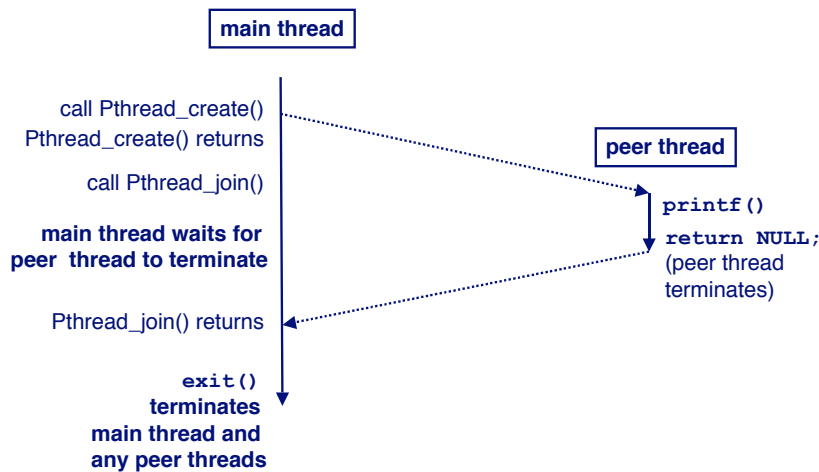 main thread
call Pthread_create()
Pthread_create() returns
peer thread
call Pthread_join()
printf()
main thread waits for
peer  thread to terminate
return NULL;
(peer thread
terminates)
Pthread_join() returns
exit()
terminates
main thread and
any peer threads